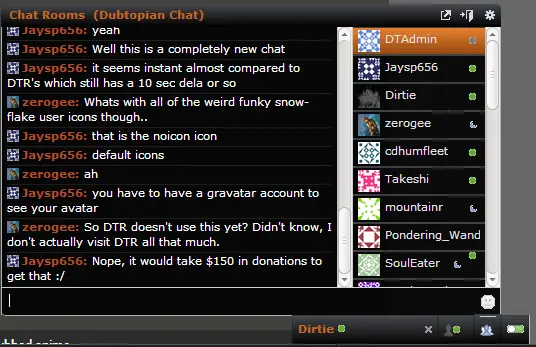 Chat Rooms (Dubtopian Chat)
Jaysp656: yeah
Jaysp656: Well this is a completely new chat
Jaysp656: it seems instant almost compared to
DTR's which still has a 10 sec dela or so
zerogee: Whats with all of the weird funky snow-
flake user icons though..
Jaysp656: that is the noicon icon
Jaysp656: default icons
zerogee: ah
Jaysp656: you have to have a gravatar account to
see your avatar
zerogee: So DTR doesn't use this yet? Didn't know, I
don't actually visit DTR all that much.
Jaysp656: Nope, it would take $150 in donations to
get that :/
DTAdmin
Jaysp656
Dirtie
zerogee
cdhumfleet
Takeshi
mountainr
Pondering_Wand
SoulEater
Dirtie